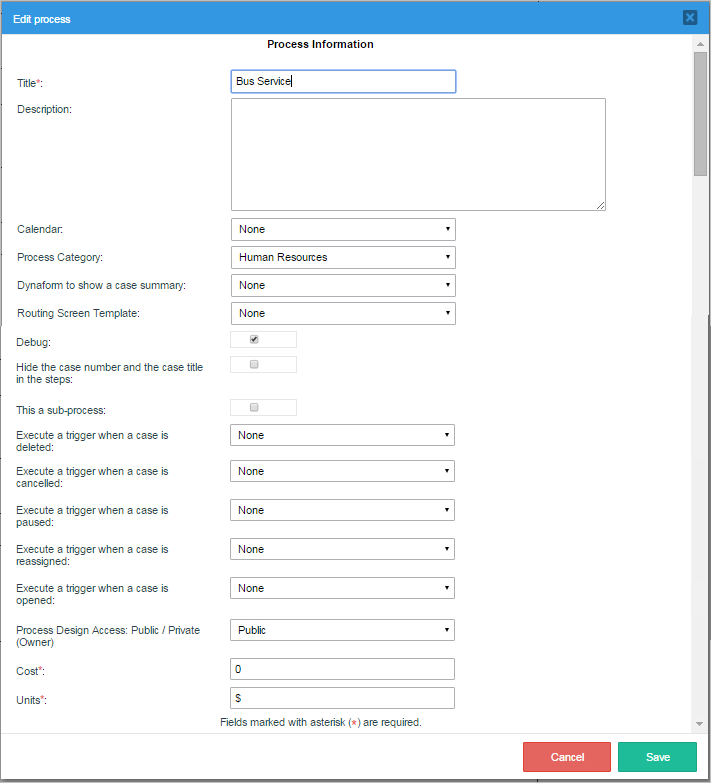 Edit process
Process Information
Title*:
Bus Service
Description:
Calendar:
None
Process Category:
Human Resources
Dynaform to show a case summary:
None
Routing Screen Template:
None
Debug:
Hide the case number and the case title
in the steps:
This a sub-process:
Execute a trigger when a case is
deleted:
None
Execute a trigger when a case is
cancelled:
None
Execute a trigger when a case is
paused:
None
Execute a trigger when a case is
reassigned:
None
Execute a trigger when a case is
opened:
None
Process Design Access: Public / Private
(Owner)
Public
Cost*:
0
Units*:
$
Fields marked with asterisk (*) are required.
Cancel
Save